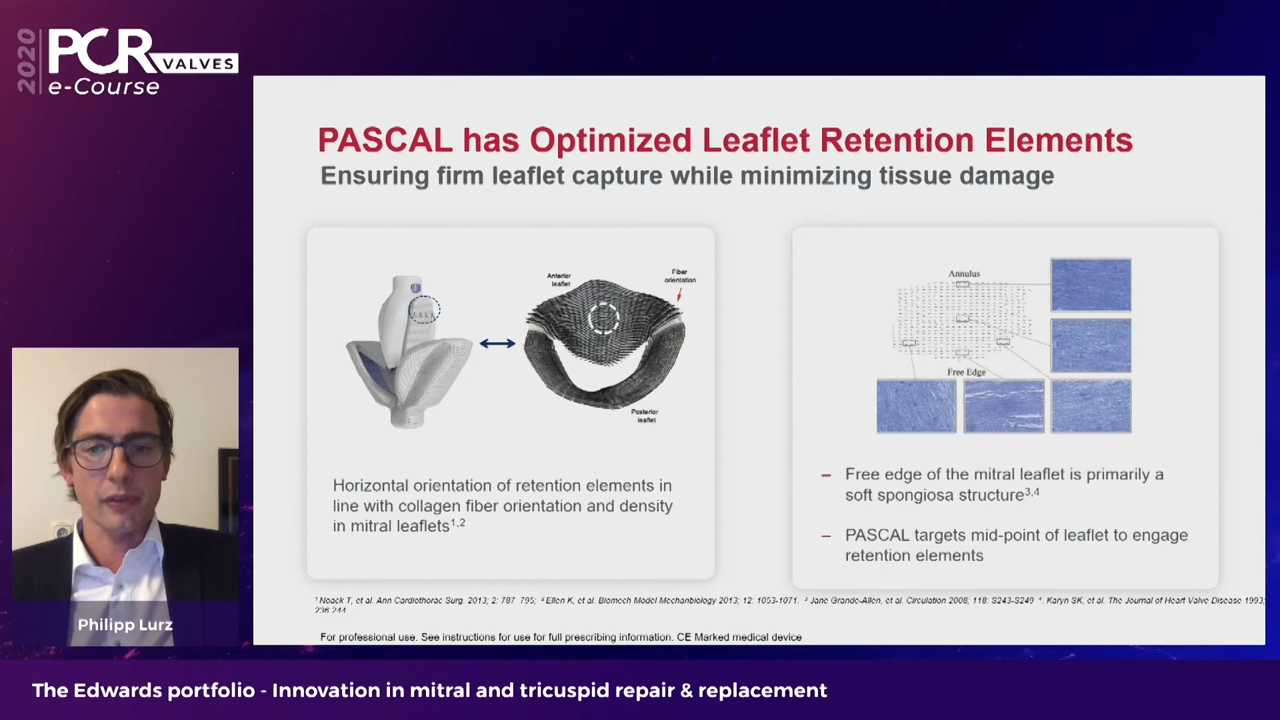 2020
PCR
VALVES
e-Course
PASCAL has Optimized Leaflet Retention Elements
Ensuring firm leaflet capture while minimizing tissue damage
Anterior
leaflet
Fiber
orientation
Posterior
leaflet
Horizontal orientation of retention elements in
line with collagen fiber orientation and density
in mitral leaflets1,2
Annulus
Free Edge
– Free edge of the mitral leaflet is primarily a
soft spongiosa structure3,4
– PASCAL targets mid-point of leaflet to engage
retention elements
1 Noack T, et al. Ann Cardiothorac Surg. 2013; 2: 787-795; 2 Ellen K, et al. Biomech Model Mechanbiology 2013; 12: 1053-1071. 3 Jane Grande-Allen, et al. Circulation 2008; 118: S243-S249 4. Karyn SK, et al. The Journal of Heart Valve Disease 1993;
236-244
For professional use. See instructions for use for full prescribing information. CE Marked medical device
Philipp Lurz
The Edwards portfolio - Innovation in mitral and tricuspid repair & replacement